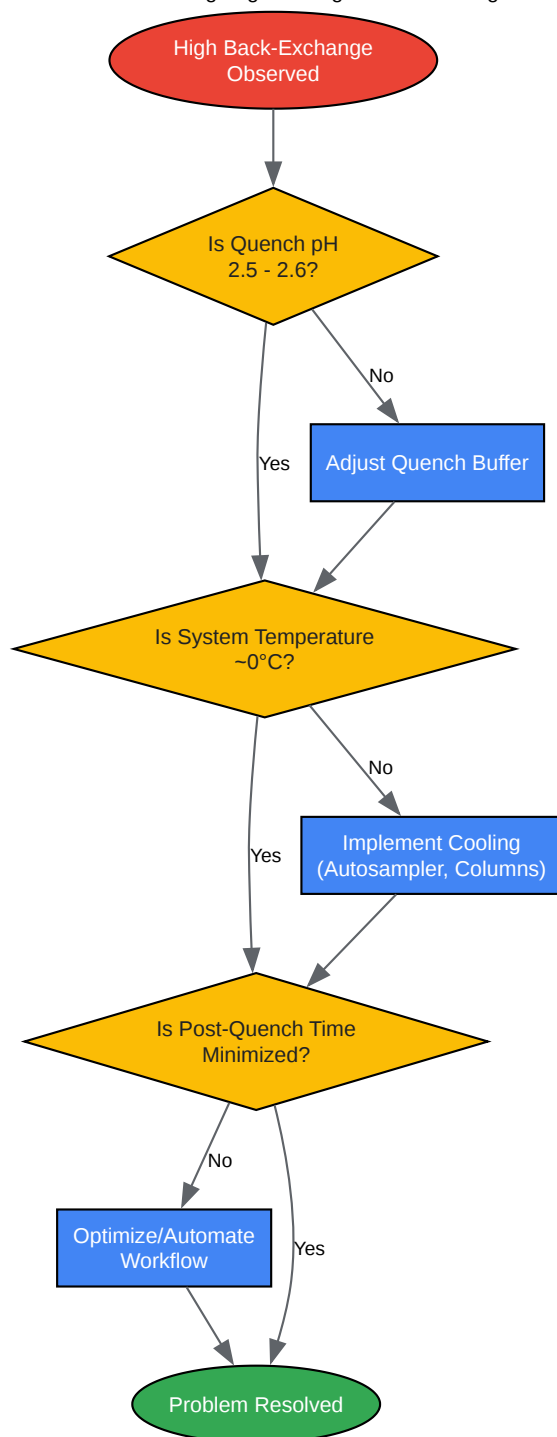 High Back-Exchange
Observed
Is Quench pH
2.5 - 2.6?
No
Adjust Quench Buffer
Yes
Is System Temperature
~0°C?
No
Implement Cooling
(Autosampler, Columns)
Yes
Is Post-Quench Time
Minimized?
No
Optimize/Automate
Workflow
Yes
Problem Resolved